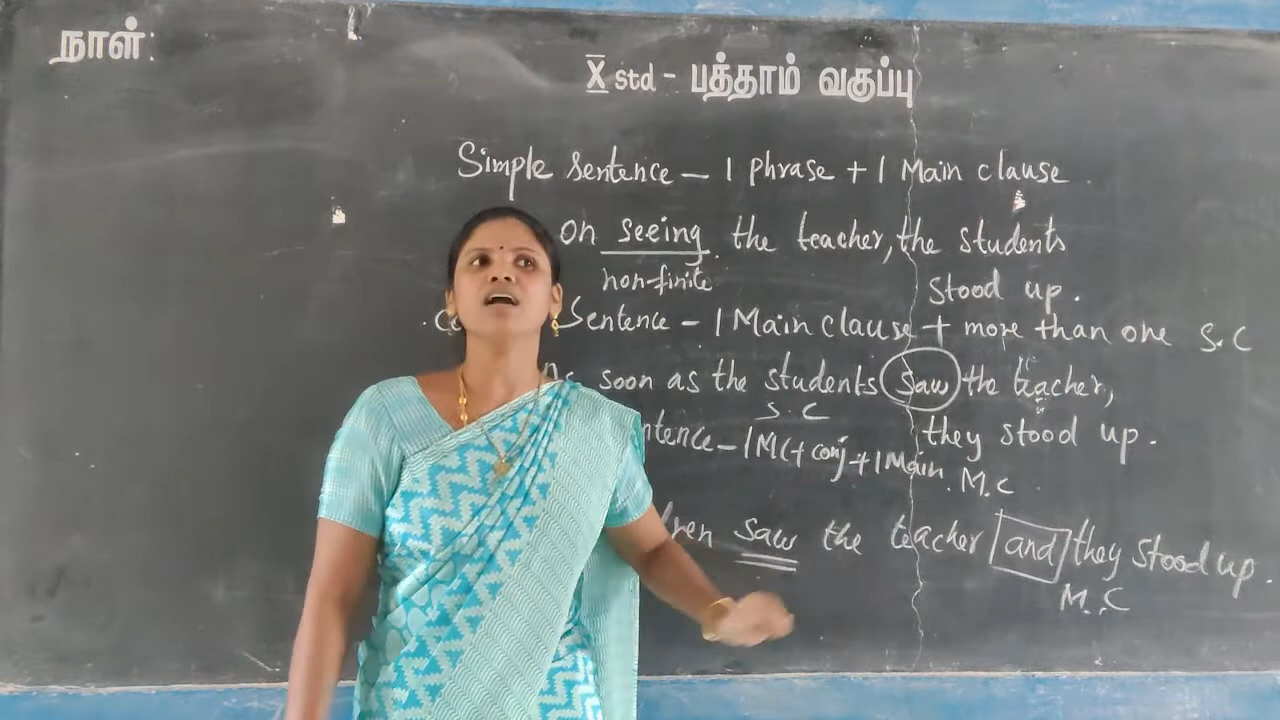 நாள்:
X std - பத்தாம் வகுப்பு
Simple sentence - 1 phrase + 1 Main clause.
on seeing the teacher, the students
non-finite stood up.
Sentence - 1 Main clause + more than one S.C
As soon as the students saw the teacher,
S.C they stood up.
- 1 MC + conj + 1 Main. M.C
saw the teacher and they stood up.
M.C